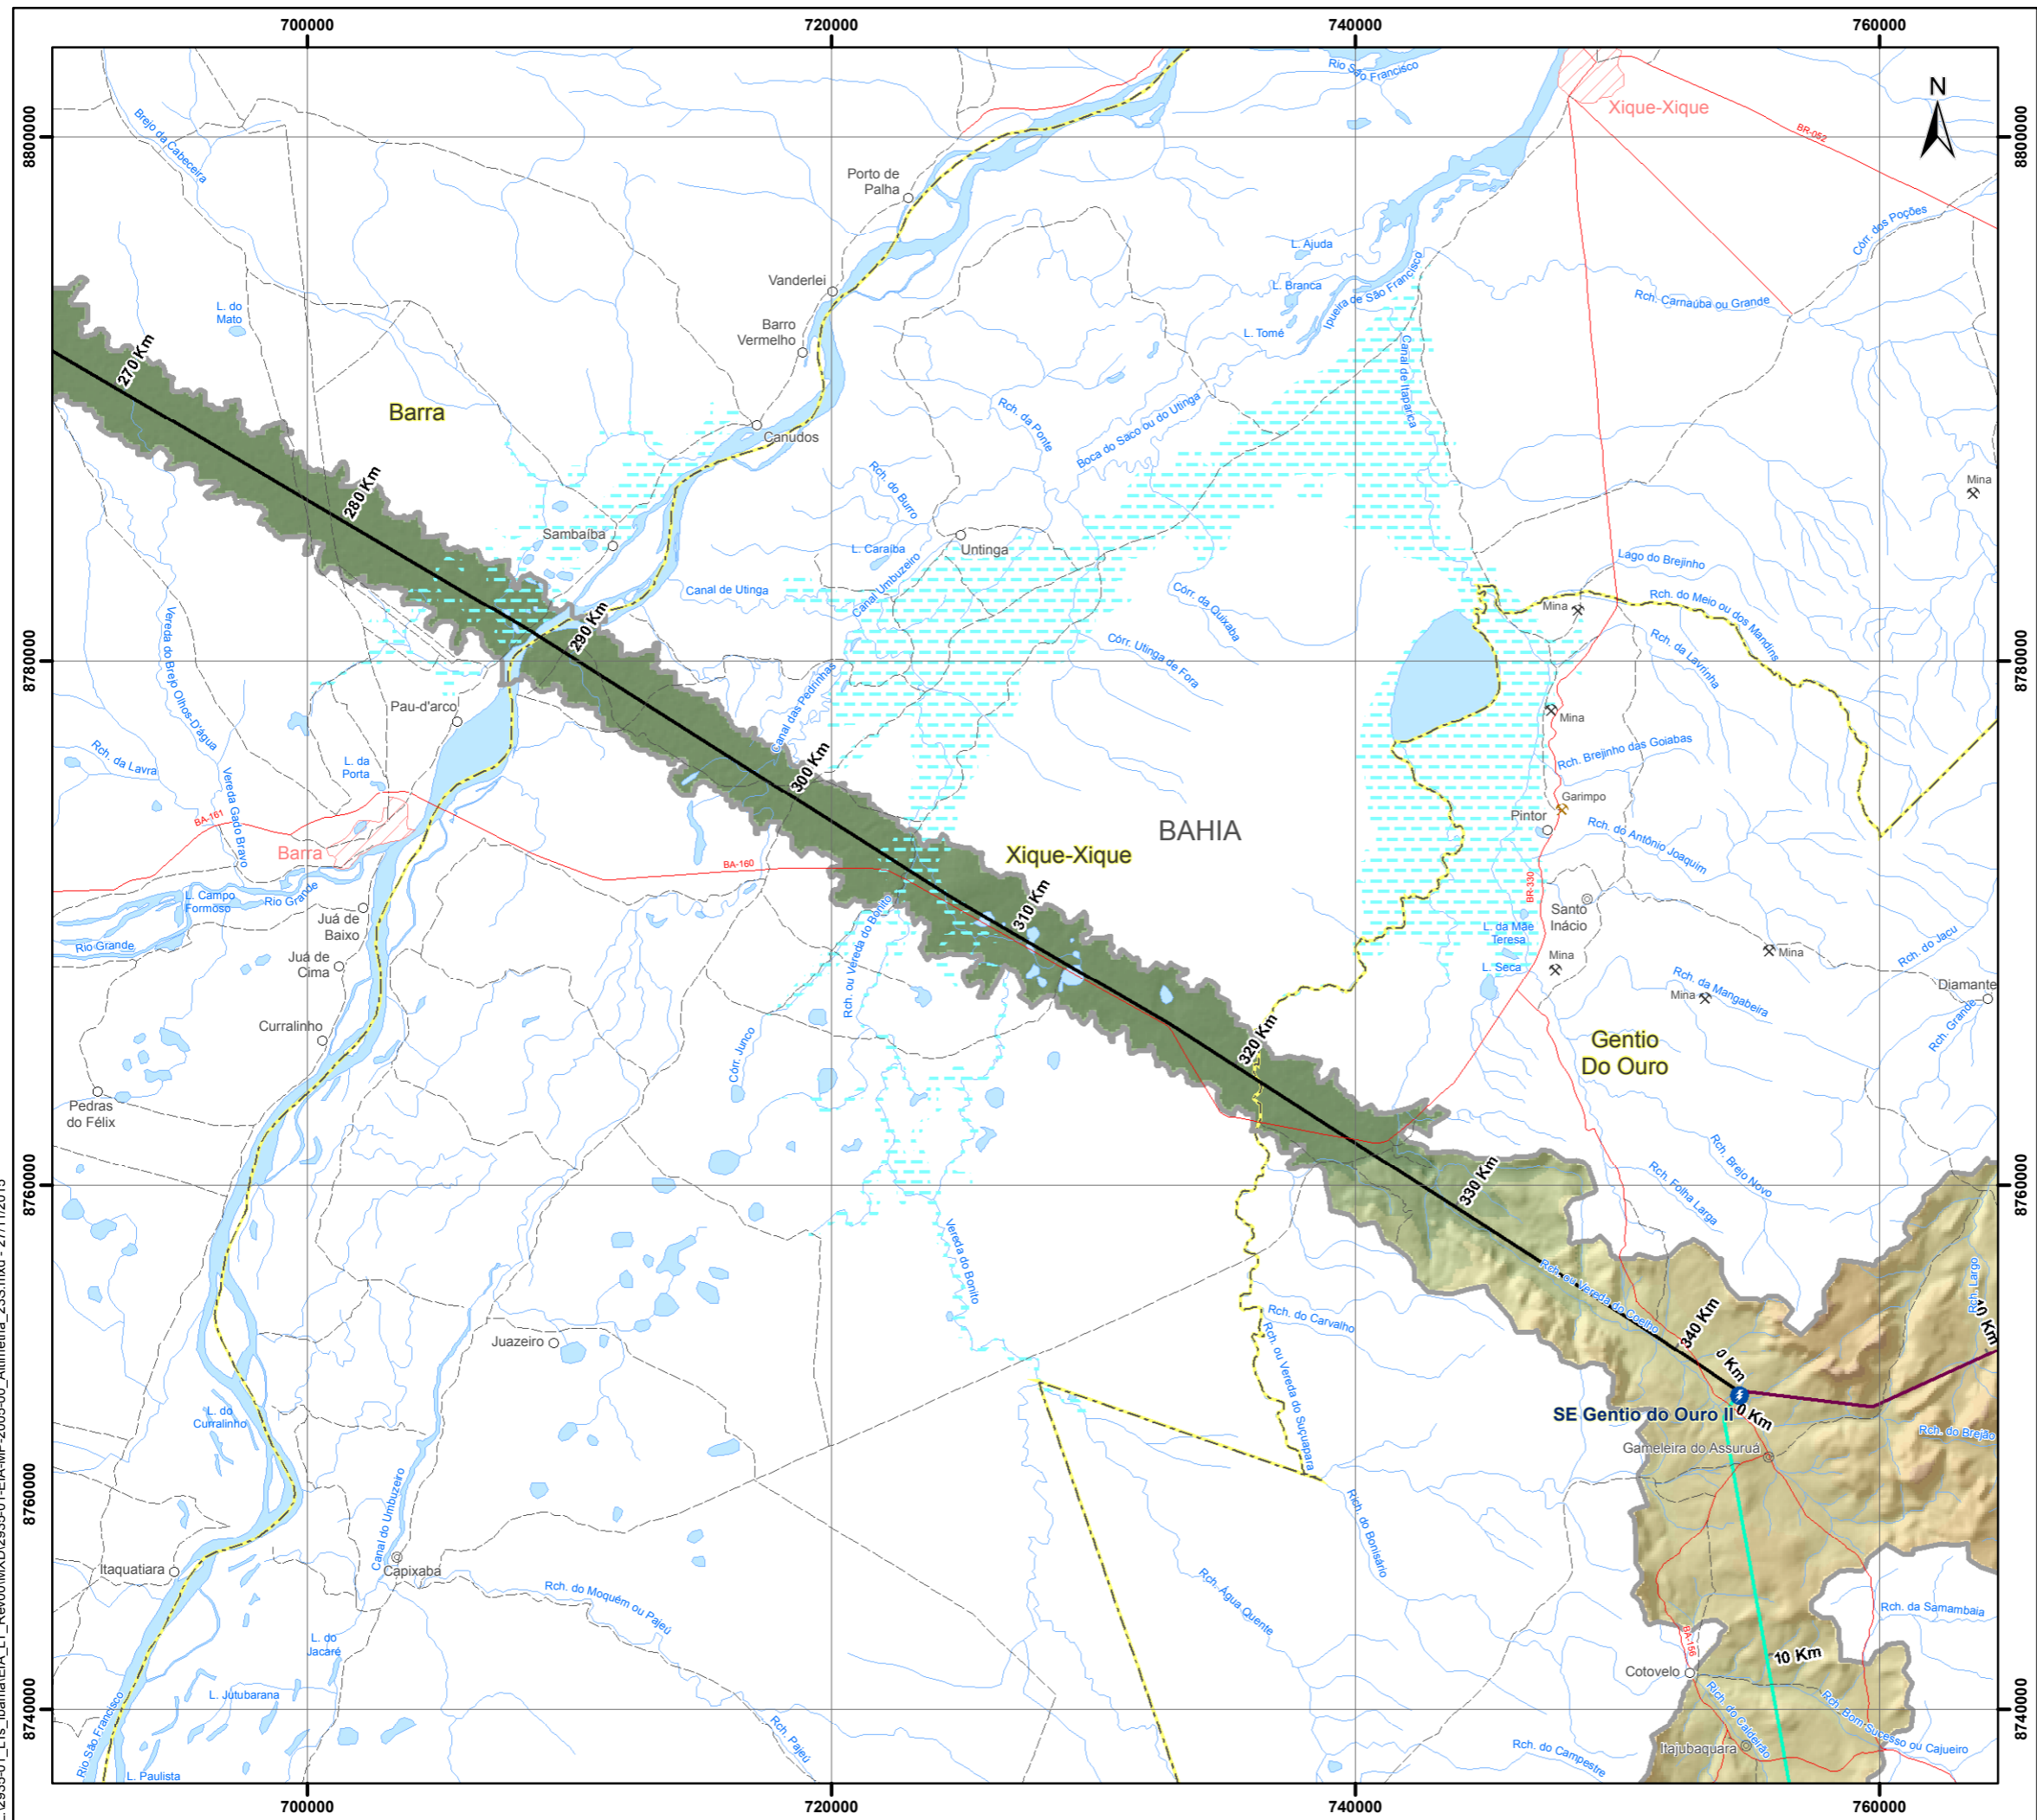 700000
720000
740000
760000
Rio São Francisco
Xique-Xique
N
BR-052
8800000
8800000
Brejo da Cabeceira
Porto de
Palha
Córr. dos Poções
L. Ajuda
Vanderlei
L. Branca
Ipueira de São Francisco
Rch. Carnaúba ou Grande
L. do
Mato
Barro
Vermelho
L. Tomé
Canal de Itaparica
270 Km
Barra
Rch. da Ponte
Boca do Saco ou do Utinga
Canudos
280 Km
Rch. do Burro
Mina
Sambaíba
L. Caraíba
Untinga
Canal Umbuzeiro
Canal de Utinga
Córr. da Quixaba
Lago do Brejinho
Rch. do Meio ou dos Mandins
Mina
290 Km
Vereda do Brejo Olhos-D'água
Córr. Utinga de Fora
Rch. da Lavrinha
8780000
8780000
Canal das Pedrinhas
Pau-d'arco
Mina
Rch. da Lavra
L. da
Porta
Vereda Gado Bravo
300 Km
Rch. Brejinho das Goiabas
Garimpo
BA-161
Pintor
BAHIA
Rch. do Antônio Joaquim
Barra
BA-160
Xique-Xique
BR-330
L. Campo
Formoso
Rio Grande
Juá de
Baixo
Rch. ou Vereda do Bonito
310 Km
Santo
Inácio
L. da Mãe
Teresa
Rio Grande
Juá de
Cima
Mina
Mina
Rch. do Jacu
L. Seca
Rch. da Mangabeira
Mina
Diamante
Rch. Grande
Curralinho
Córr. Junco
320 Km
Gentio
Do Ouro
Pedras
do Félix
Rch. Brejo Novo
Rch. Folha Larga
330 Km
8760000
8760000
Vereda do Bonito
Rch. ou Vereda do Coelho
Rch. Largo
10 Km
Rch. do Carvalho
Juazeiro
Rch. ou Vereda do Suçuapara
340 Km
0 Km
L. do
Curralinho
SE Gentio do Ouro II
0 Km
Rch. do Brejão
Gameleira do Assuruá
8760000
Canal do Umbuzeiro
Rich. do Bonisário
Itaquatiara
Capixaba
Rch. do Moquém ou Pajeú
Rch. Água Quente
Rch. da Samambaia
L. do
Jacaré
BA-156
10 Km
Cotovelo
L. Jutubarana
Rio São Francisco
Rch. Pajeú
Rich. do Caldeirão
Rch. Bom Sucesso ou Cajueiro
8740000
8740000
Itajubaquara
Rch. do Campestre
L. Paulista
700000
720000
740000
760000